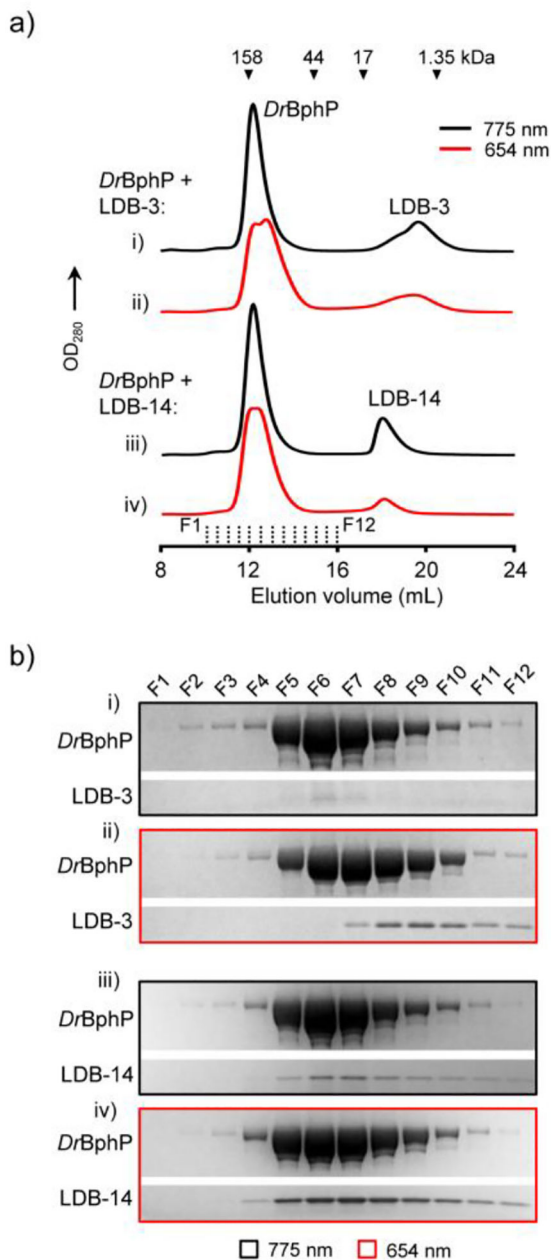 a)
158 44 17 1.35 kDa
DrBphP
775 nm
654 nm
DrBphP +
LDB-3:
LDB-3
i)
ii)
OD280
DrBphP +
LDB-14:
LDB-14
iii)
iv)
F1 F12
8 12 16 20 24
Elution volume (mL)
b)
F1 F2 F3 F4 F5 F6 F7 F8 F9 F10 F11 F12
i)
DrBphP
LDB-3
ii)
DrBphP
LDB-3
iii)
DrBphP
LDB-14
iv)
DrBphP
LDB-14
775 nm 654 nm